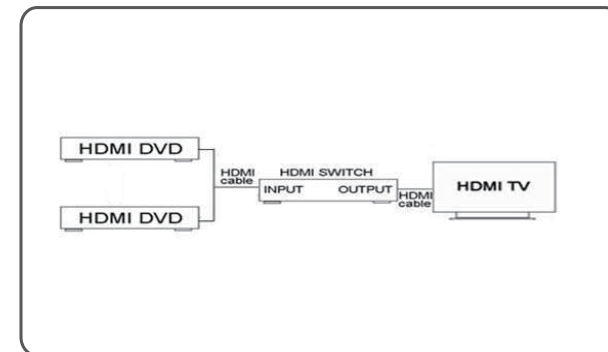 HDMI DVD
HDMI DVD
HDMI
cable
HDMI SWITCH
INPUT OUTPUT
HDMI
cable
HDMI TV